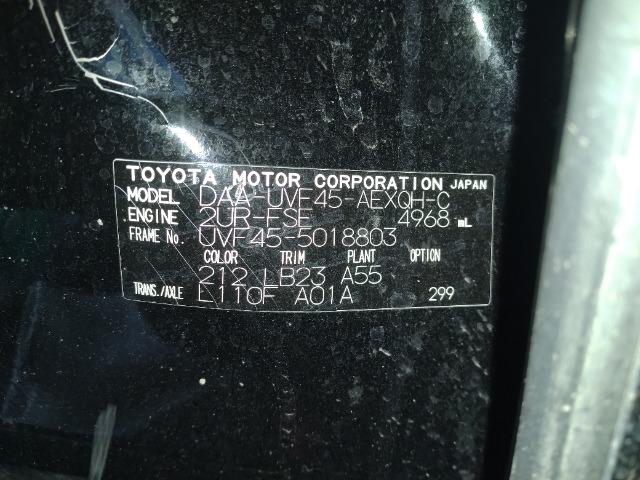 TOYOTA MOTOR CORPORATION JAPAN
MODEL DAA-UVF45-AEXQH-C
ENGINE 2UR-FSE 4968 mL
FRAME No. UVF45-5018803
COLOR TRIM PLANT OPTION
212 LB23 A55
TRANS./AXLE L110F A01A 299